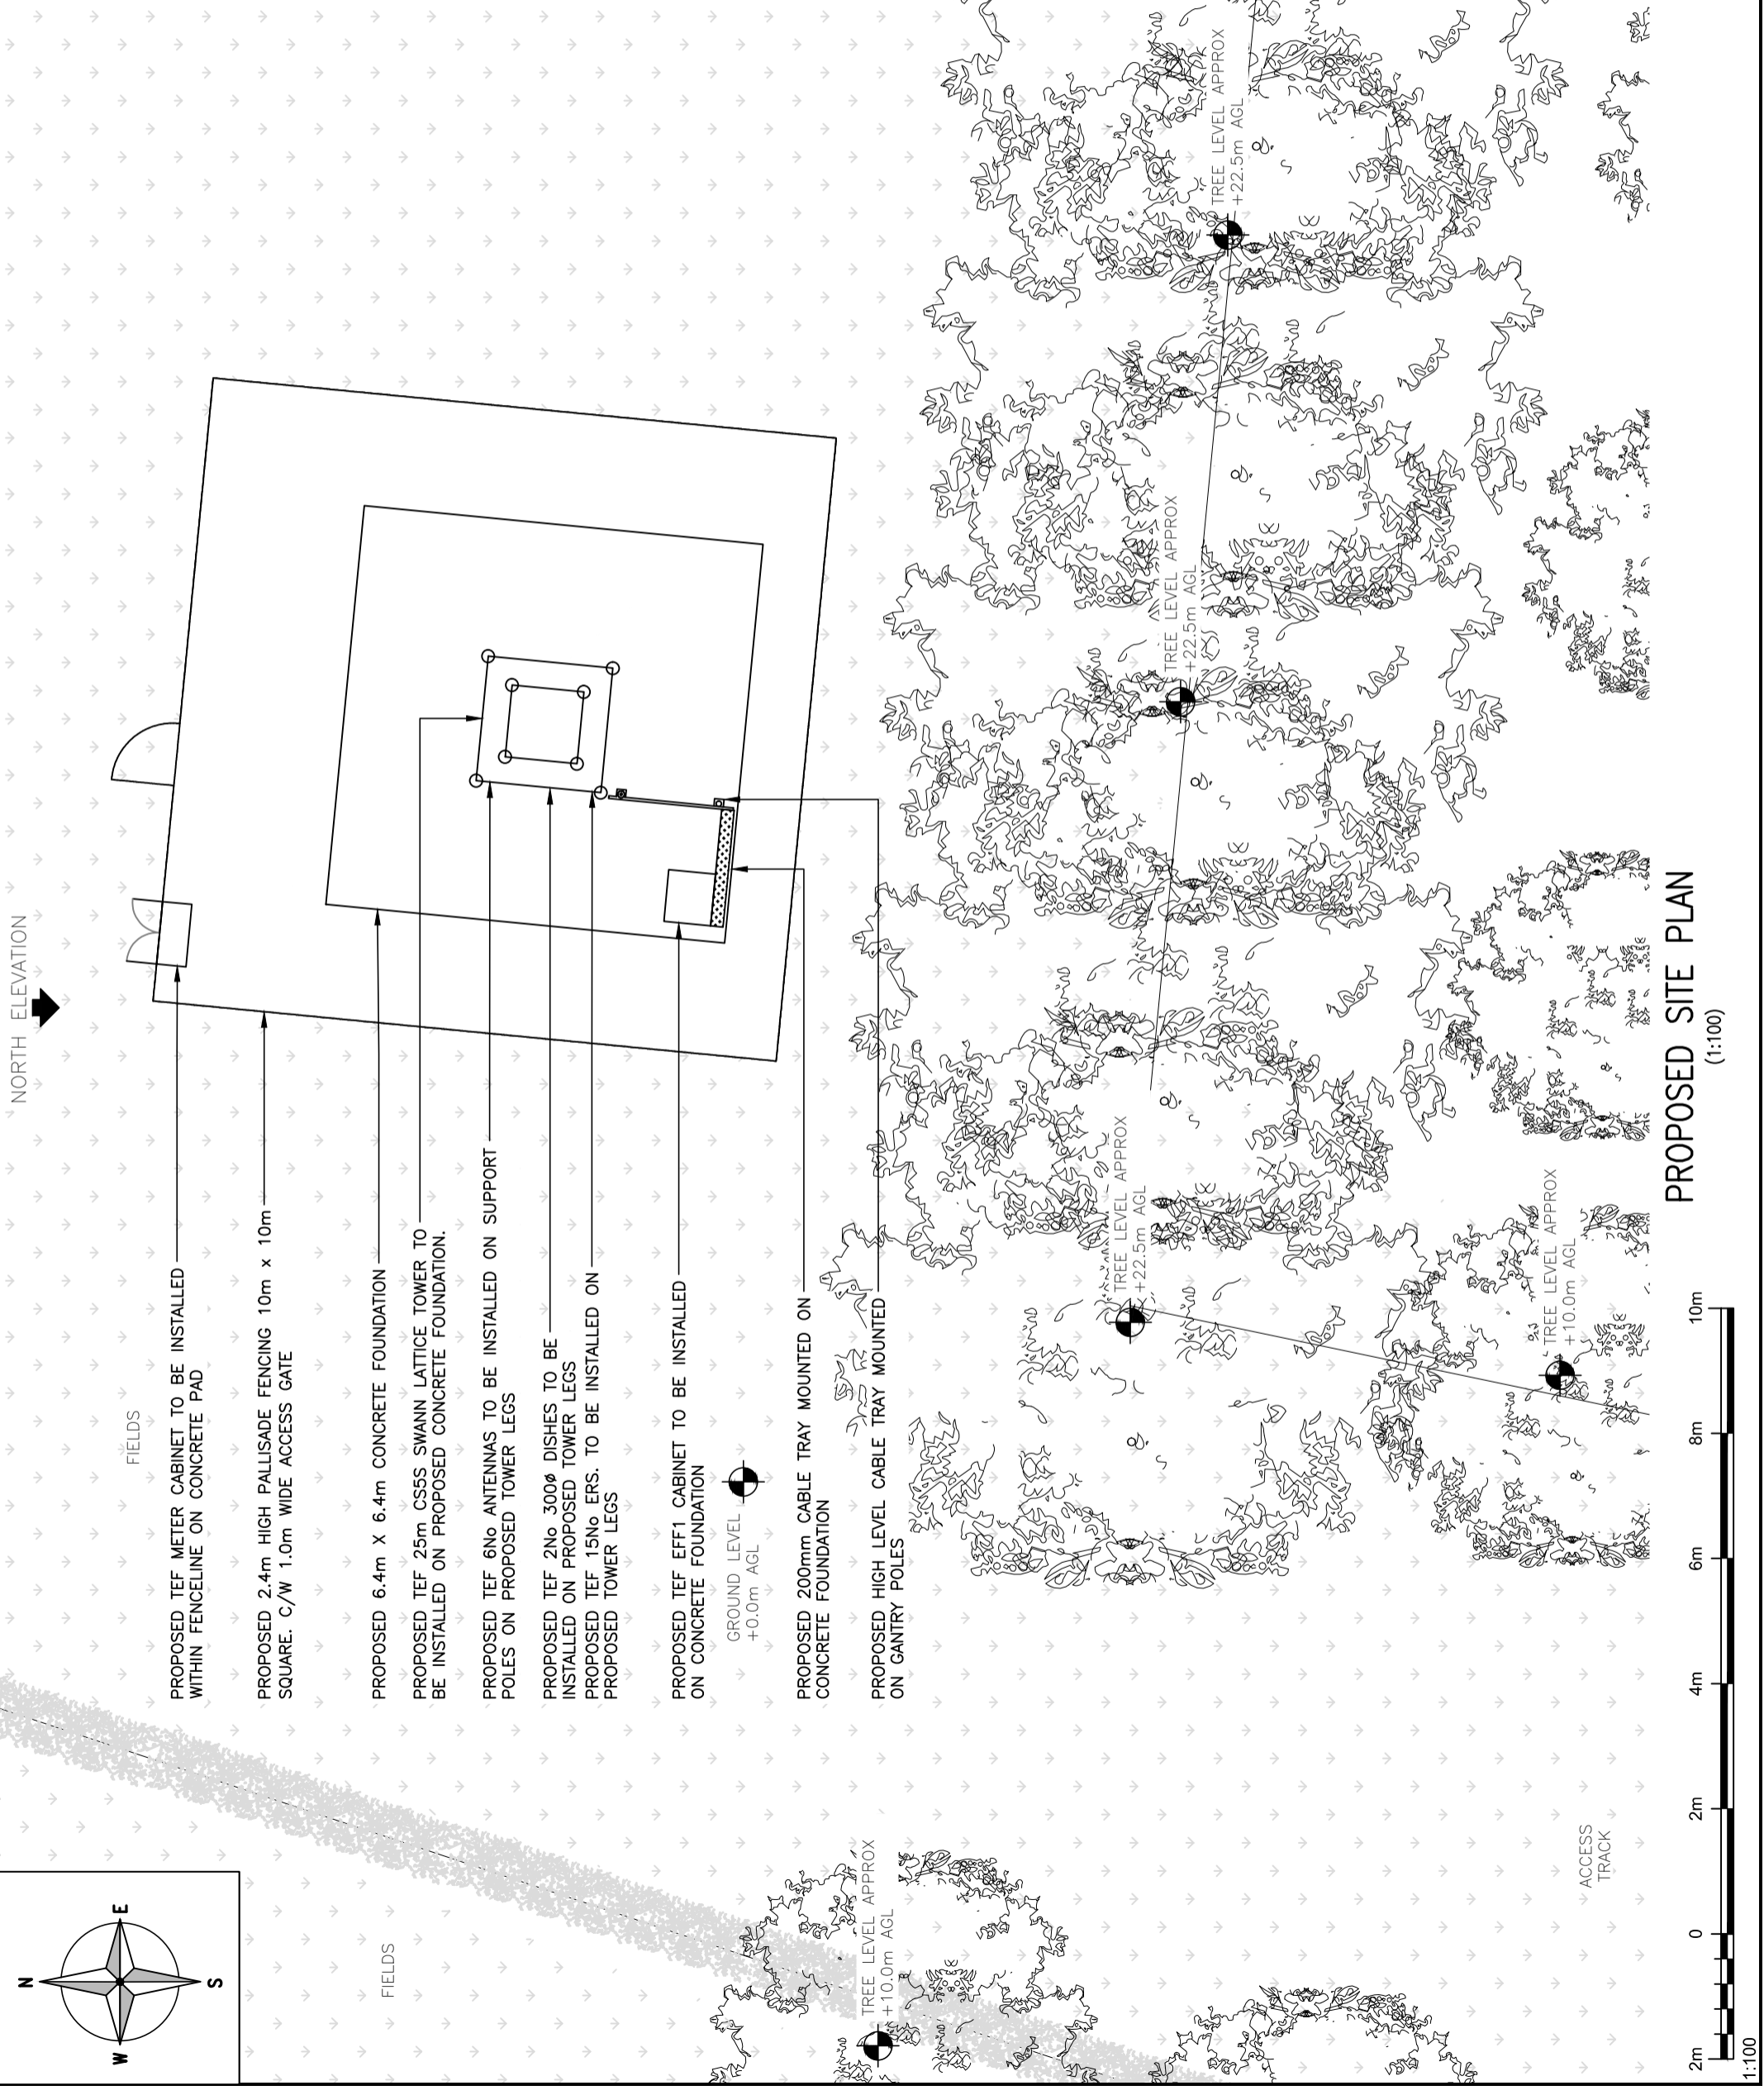 N
E
S
W
NORTH ELEVATION
FIELDS
FIELDS
PROPOSED TEF METER CABINET TO BE INSTALLED
WITHIN FENCELINE ON CONCRETE PAD
PROPOSED 2.4m HIGH PALISADE FENCING 10m x 10m
SQUARE. C/W 1.0m WIDE ACCESS GATE
PROPOSED 6.4m X 6.4m CONCRETE FOUNDATION
PROPOSED TEF 25m CS5S SWANN LATTICE TOWER TO
BE INSTALLED ON PROPOSED CONCRETE FOUNDATION.
PROPOSED TEF 6No ANTENNAS TO BE INSTALLED ON SUPPORT
POLES ON PROPOSED TOWER LEGS
PROPOSED TEF 2No 300Ø DISHES TO BE
INSTALLED ON PROPOSED TOWER LEGS
PROPOSED TEF 15No ERS. TO BE INSTALLED ON
PROPOSED TOWER LEGS
PROPOSED TEF EFF1 CABINET TO BE INSTALLED
ON CONCRETE FOUNDATION
GROUND LEVEL
+0.0m AGL
PROPOSED 200mm CABLE TRAY MOUNTED ON
CONCRETE FOUNDATION
PROPOSED HIGH LEVEL CABLE TRAY MOUNTED
ON GANTRY POLES
TREE LEVEL APPROX
+10.0m AGL
TREE LEVEL APPROX
+22.5m AGL
TREE LEVEL APPROX
+22.5m AGL
TREE LEVEL APPROX
+22.5m AGL
TREE LEVEL APPROX
+10.0m AGL
ACCESS
TRACK
PROPOSED SITE PLAN
(1:100)
2m 0 2m 4m 6m 8m 10m
1:100